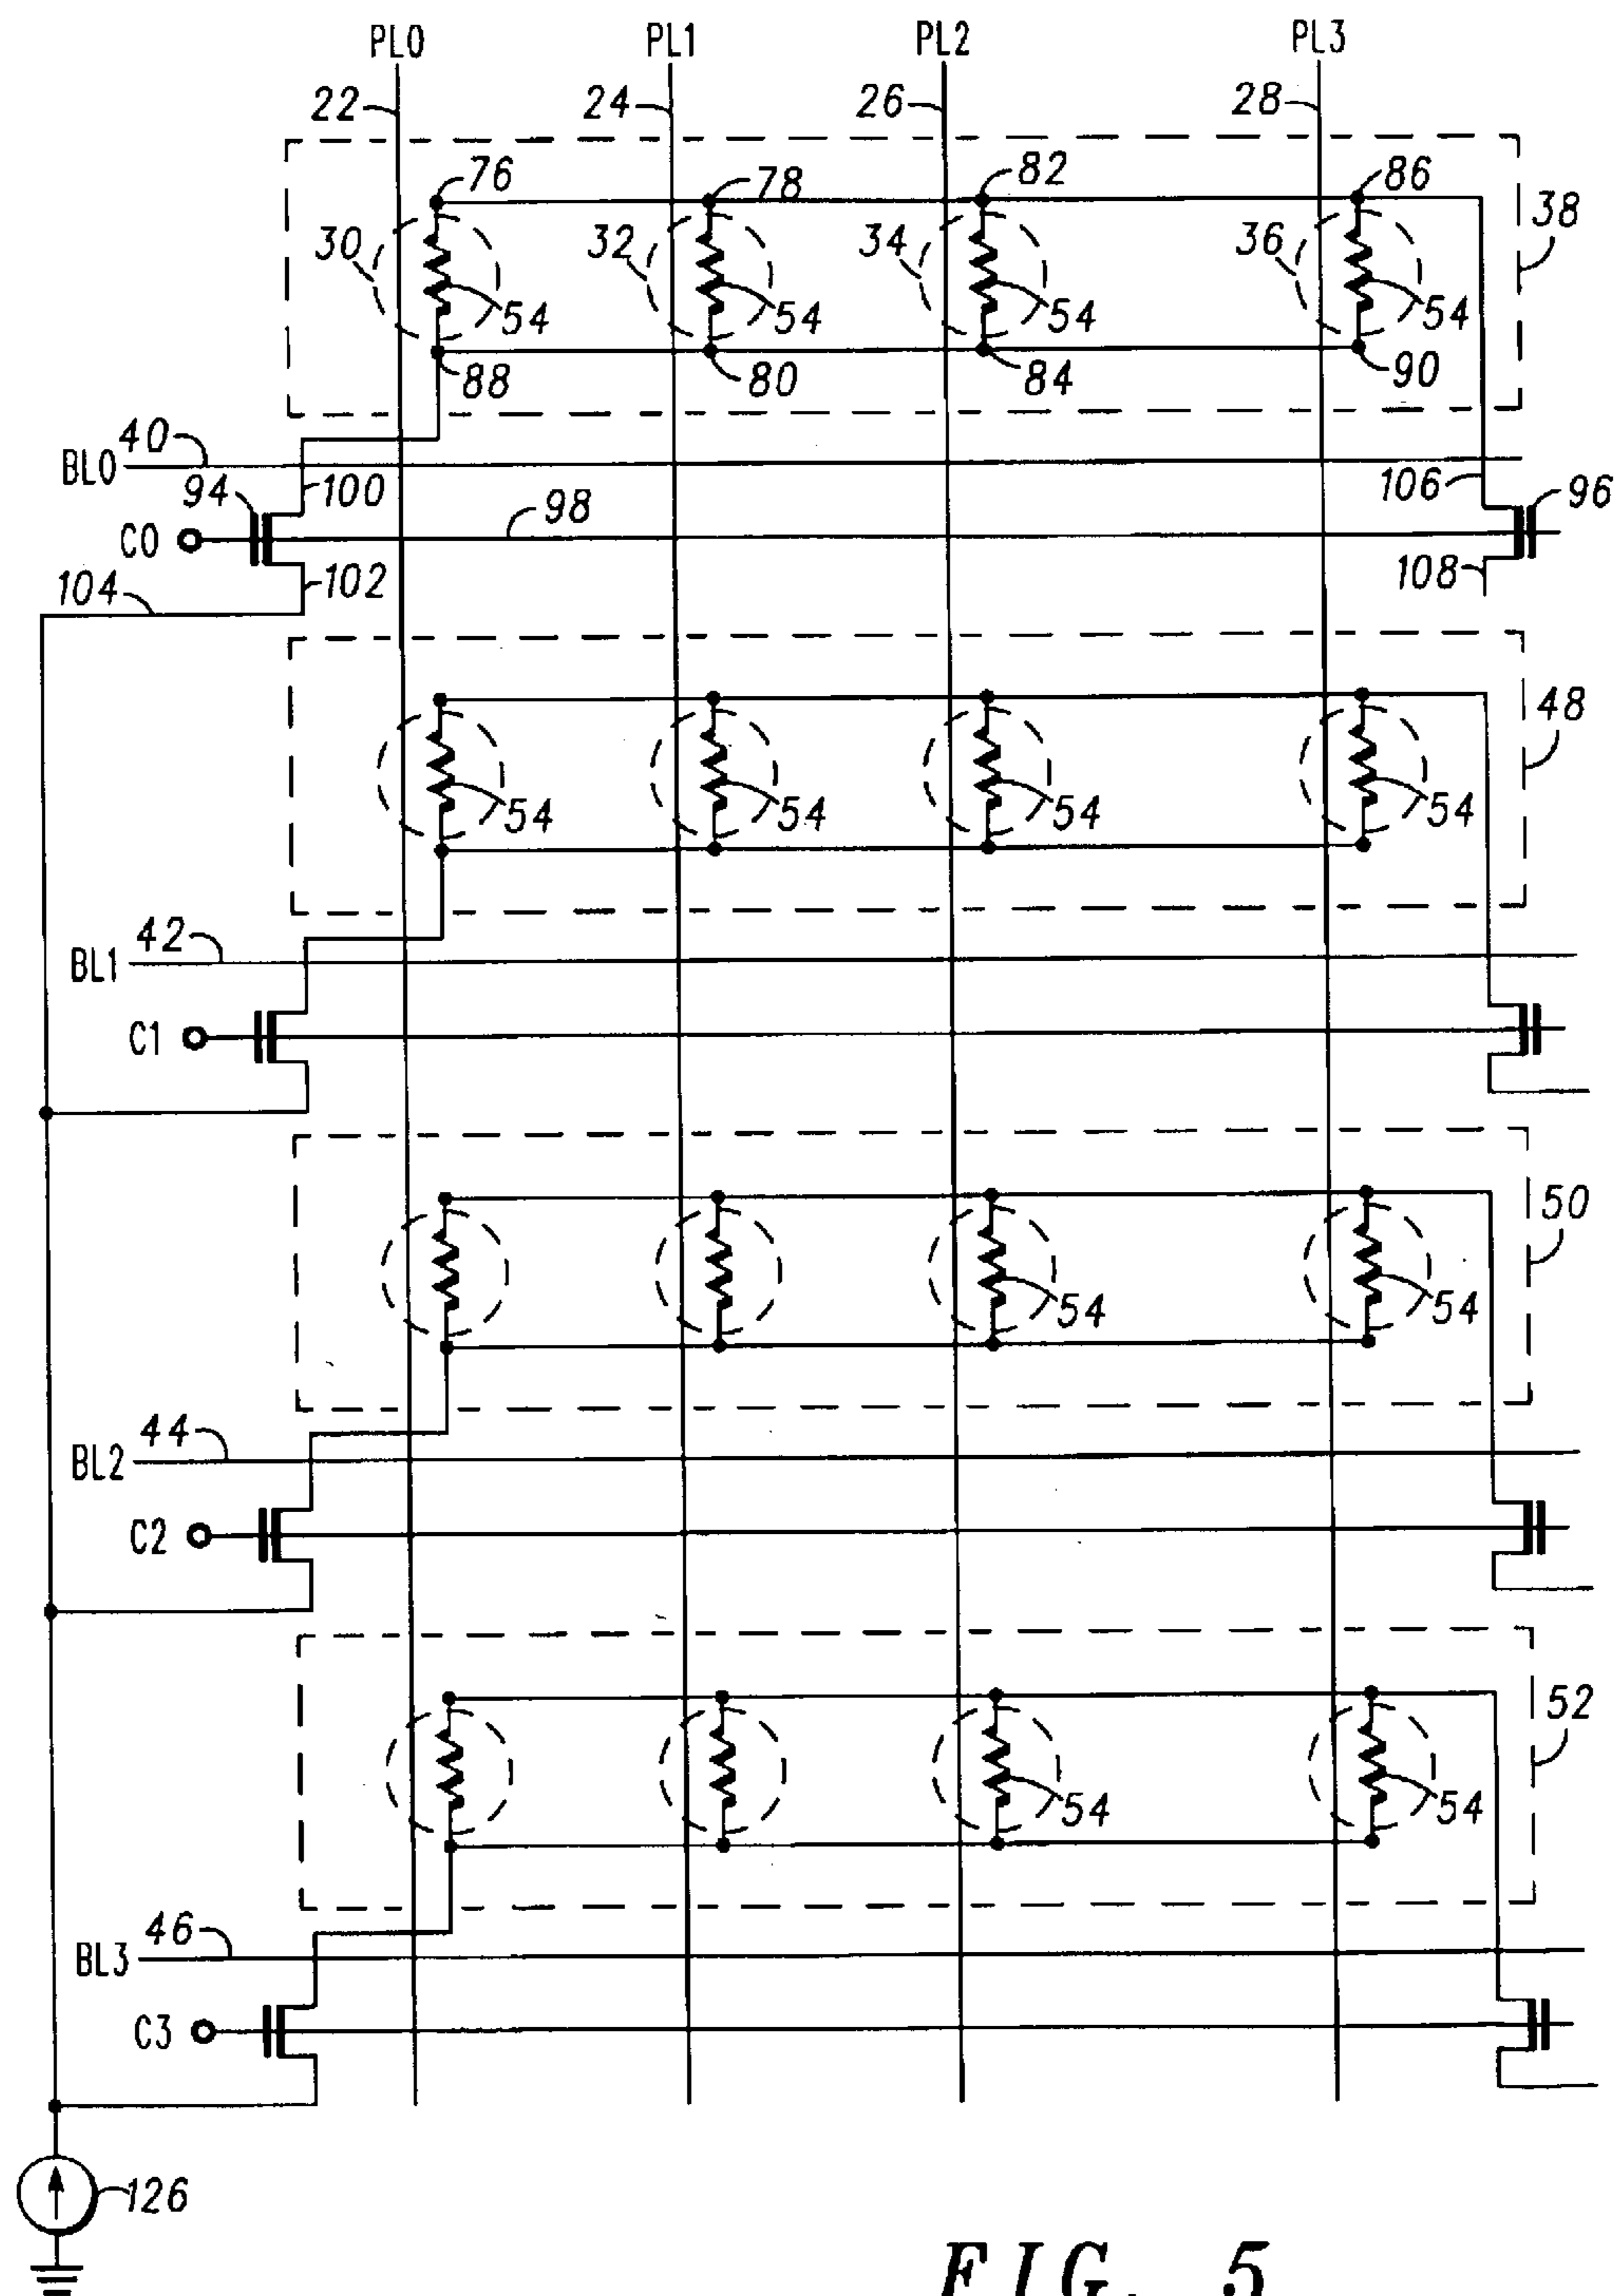 PL0 PL1 PL2 PL3
22 24 26 28
76 78 82 86
30 32 34 36 38
54 54 54 54
88 80 84 90
40
BL0
94 100 98 106 96
C0
104 102 108
48
54 54 54 54
42
BL1
C1
50
54 54
44
BL2
C2
52
54 54
46
BL3
C3
126
FIG. 5